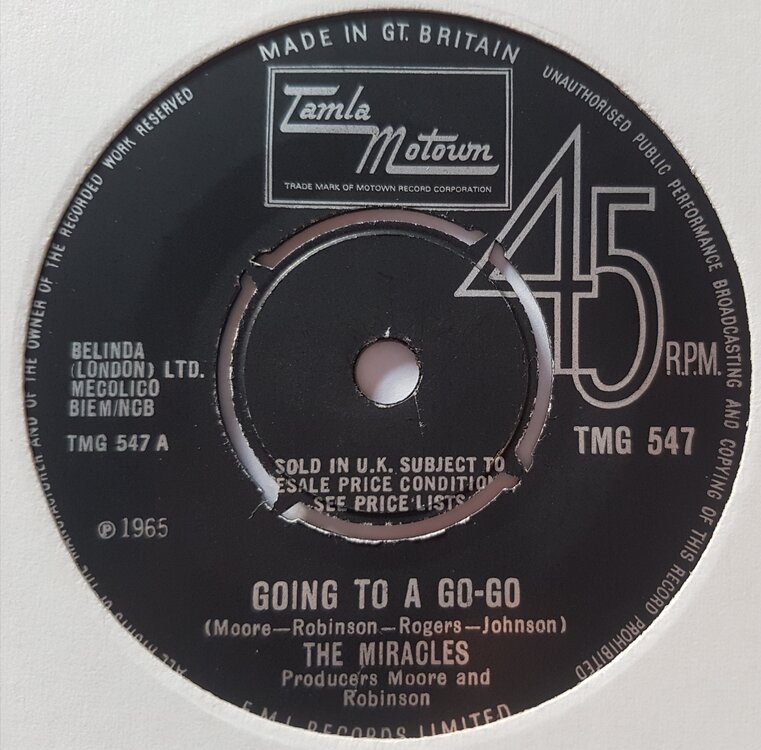 MADE IN GT. BRITAIN
UNAUTHORISED PUBLIC PERFORMANCE BROADCASTING AND COPYING OF THIS RECORD PROHIBITED
AND OF THE OWNER OF THE RECORDED WORK RESERVED
Tamla
Motown
TRADE MARK OF MOTOWN RECORD CORPORATION
45
R.P.M.
BELINDA
(LONDON) LTD.
MECOLICO
BIEM/NCB
TMG 547 A
TMG 547
SOLD IN U.K. SUBJECT TO
ESALE PRICE CONDITION
SEE PRICE LISTS
℗ 1965
GOING TO A GO-GO
(Moore—Robinson—Rogers—Johnson)
THE MIRACLES
Producers Moore and
Robinson
E.M.I. RECORDS LIMITED